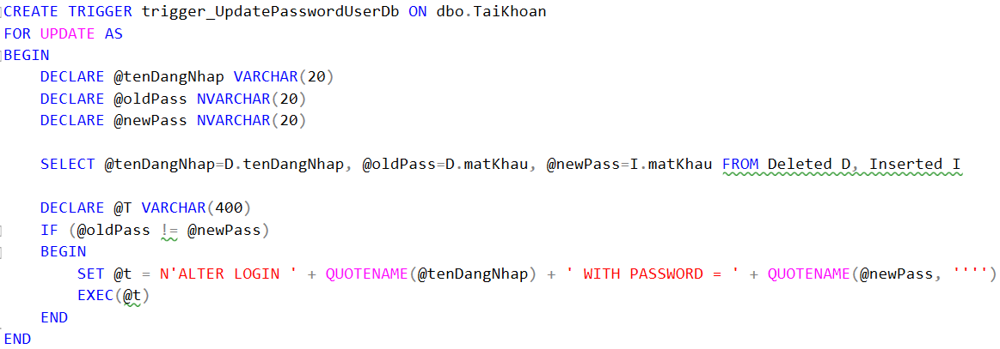 CREATE TRIGGER trigger_UpdatePasswordUserDb ON dbo.TaiKhoan
FOR UPDATE AS
BEGIN
    DECLARE @tenDangNhap VARCHAR(20)
    DECLARE @oldPass NVARCHAR(20)
    DECLARE @newPass NVARCHAR(20)

    SELECT @tenDangNhap=D.tenDangNhap, @oldPass=D.matKhau, @newPass=I.matKhau FROM Deleted D, Inserted I

    DECLARE @T VARCHAR(400)
    IF (@oldPass != @newPass)
    BEGIN
        SET @t = N'ALTER LOGIN ' + QUOTENAME(@tenDangNhap) + ' WITH PASSWORD = ' + QUOTENAME(@newPass, '''')
        EXEC(@t)
    END
END